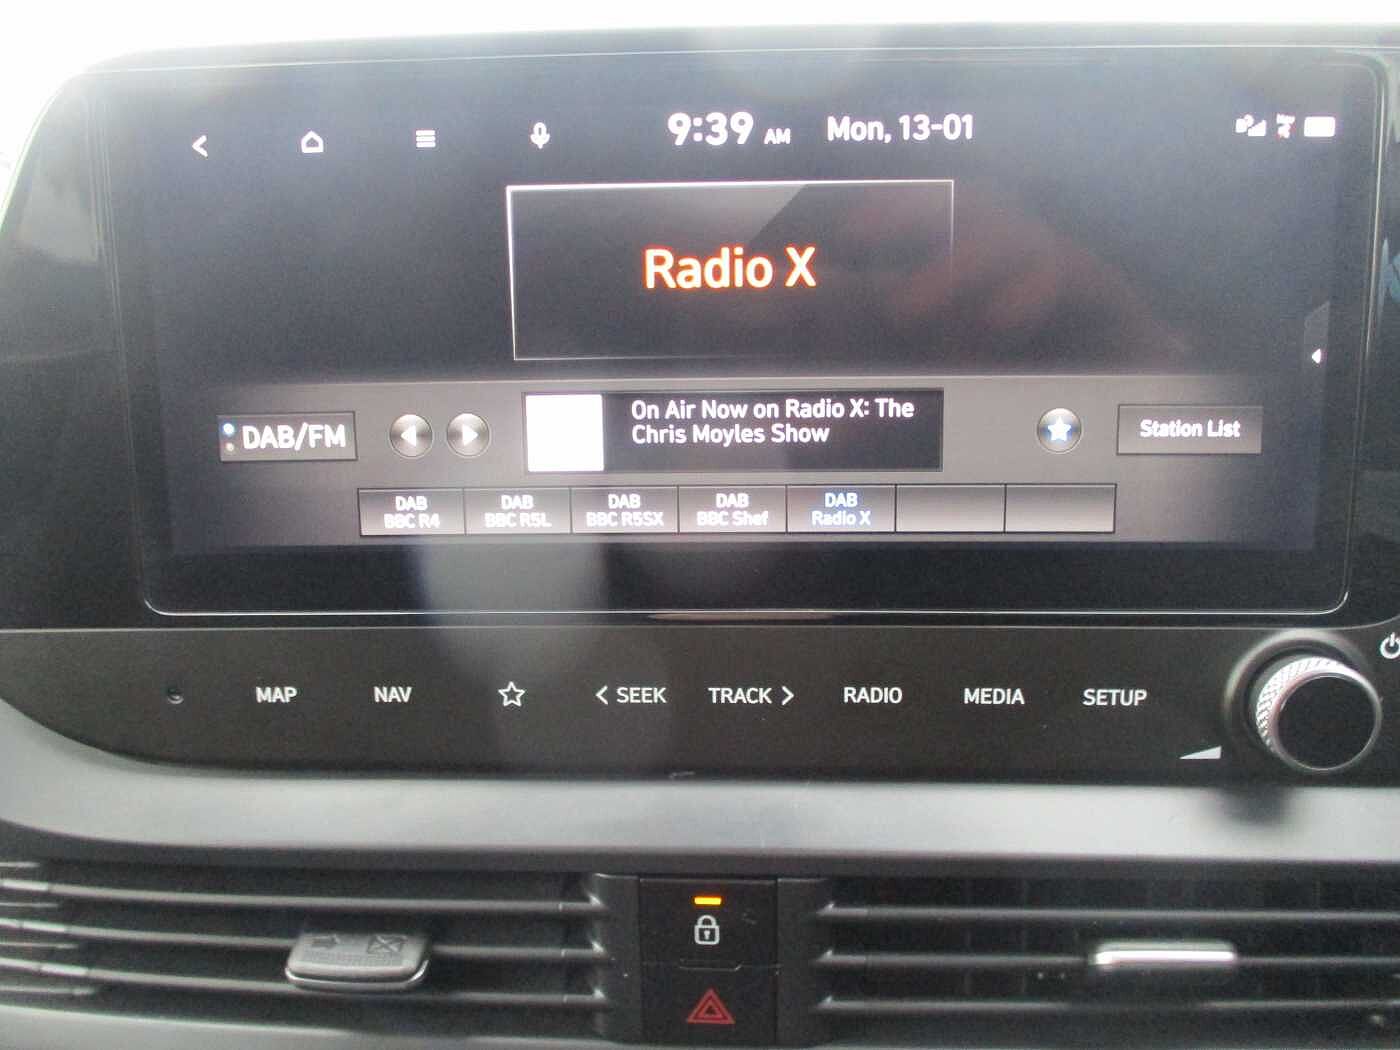 9:39 AM Mon, 13-01
Radio X
DAB/FM
On Air Now on Radio X: The
Chris Moyles Show
Station List
DAB
BBC R4
DAB
BBC R5L
DAB
BBC R5SX
DAB
BBC Shef
DAB
Radio X
MAP
NAV
SEEK
TRACK
RADIO
MEDIA
SETUP